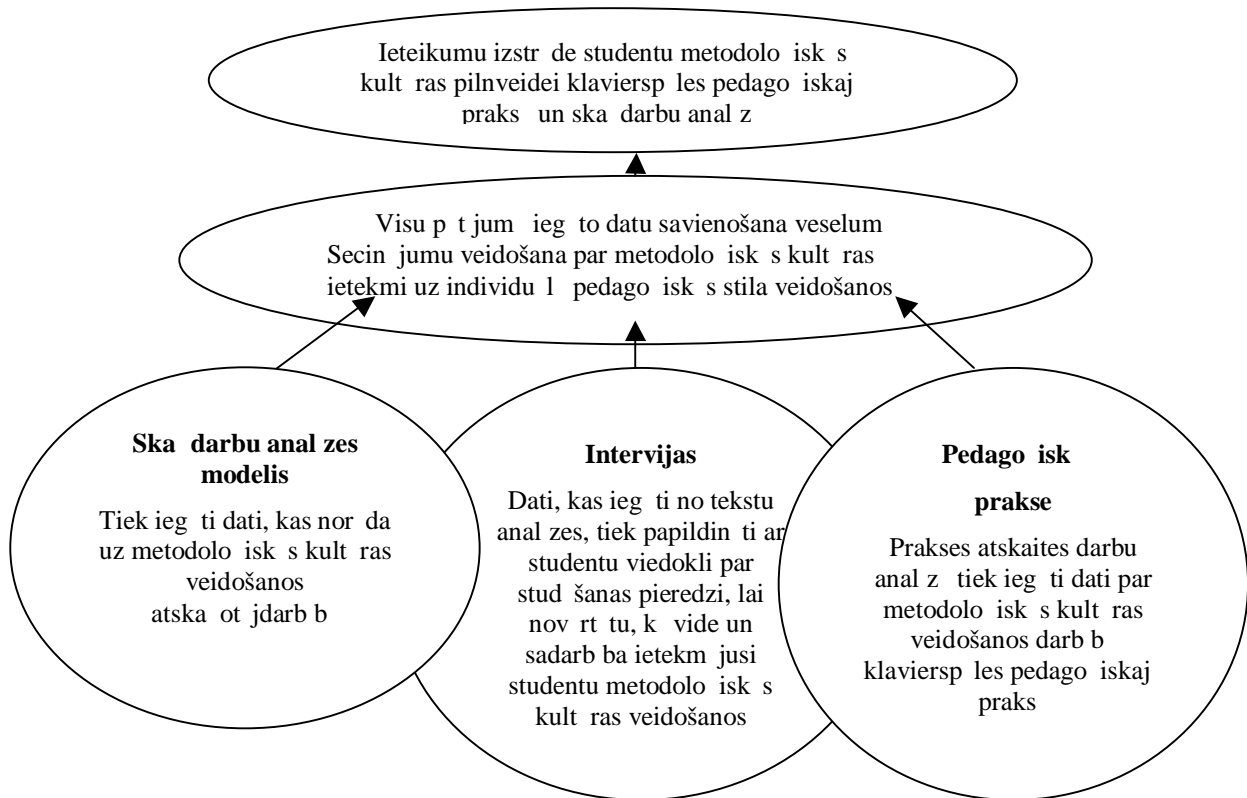 Ieteikumu izstr de studentu metodolo isk s
kult ras pilnveidei klaviersp les pedago iskaj
praks un ska darbu anal z
Visu p t jum ieg to datu savienošana veselum
Secin jumu veidošana par metodolo isk s kult ras
ietekmi uz individu l pedago isk s stila veidošanos
Ska darbu anal zes
modelis
Tiek ieg ti dati, kas nor da
uz metodolo isk s kult ras
veidošanos
atska ot jdarb b
Intervijas
Dati, kas ieg ti no tekstu
anal zes, tiek papildin ti ar
studentu viedokli par
stud šanas pieredzi, lai
nov rt tu, k vide un
sadarb ba ietekm jusi
studentu metodolo isk s
kult ras veidošanos
Pedago isk
prakse
Prakses atskaites darbu
anal z tiek ieg ti dati par
metodolo isk s kult ras
veidošanos darb b
klaviersp les pedago iskaj
praks